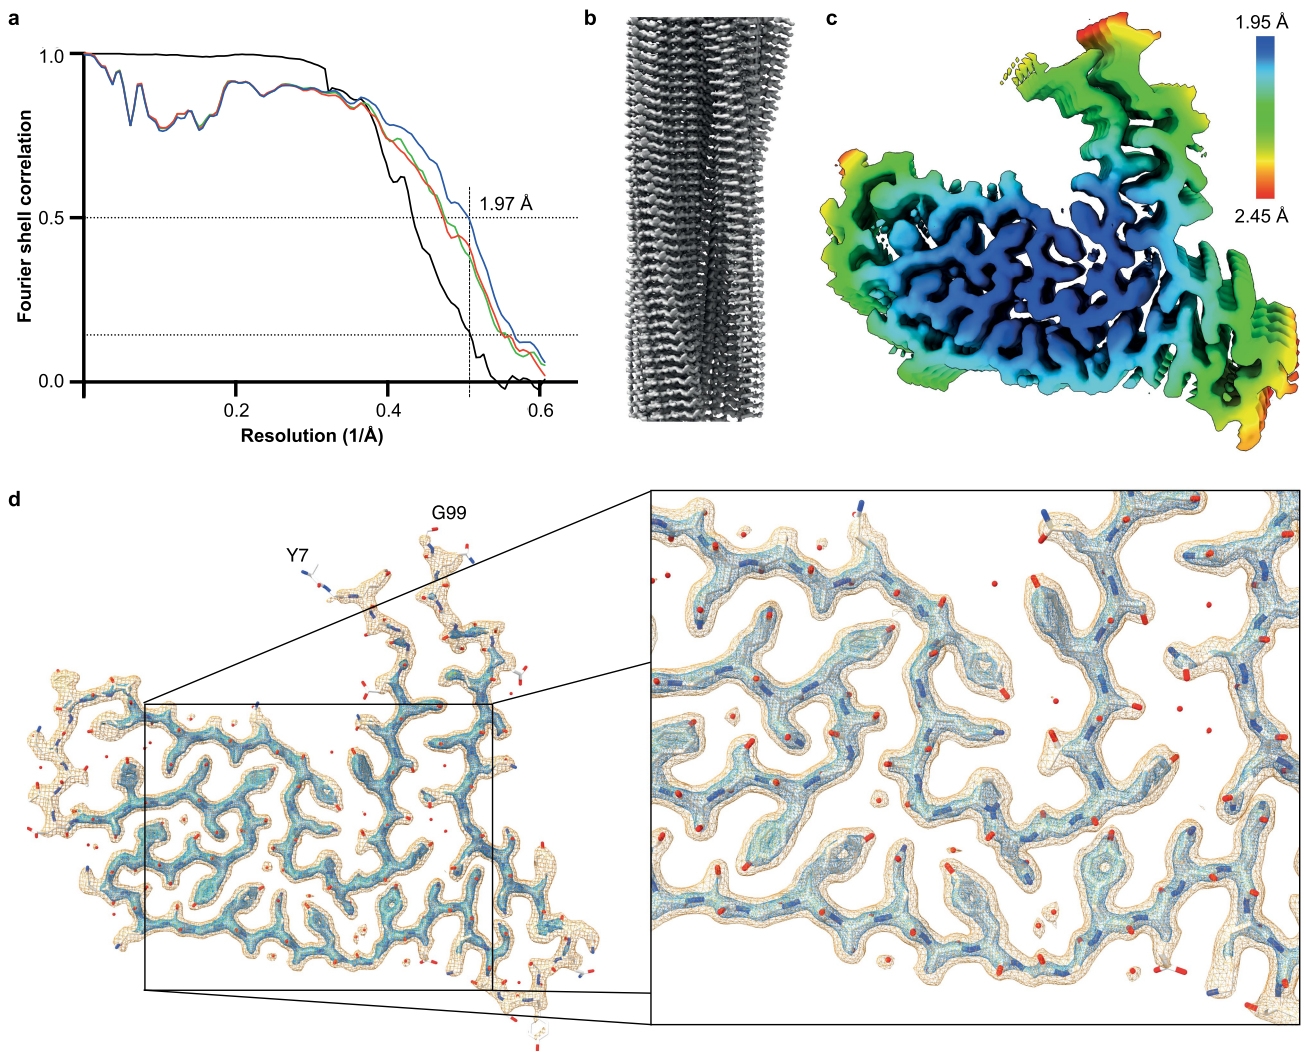 a
1.0
0.5
0.0
0.2
0.4
0.6
Fourier shell correlation
Resolution (1/Å)
1.97 Å
b
c
1.95 Å
2.45 Å
d
Y7
G99